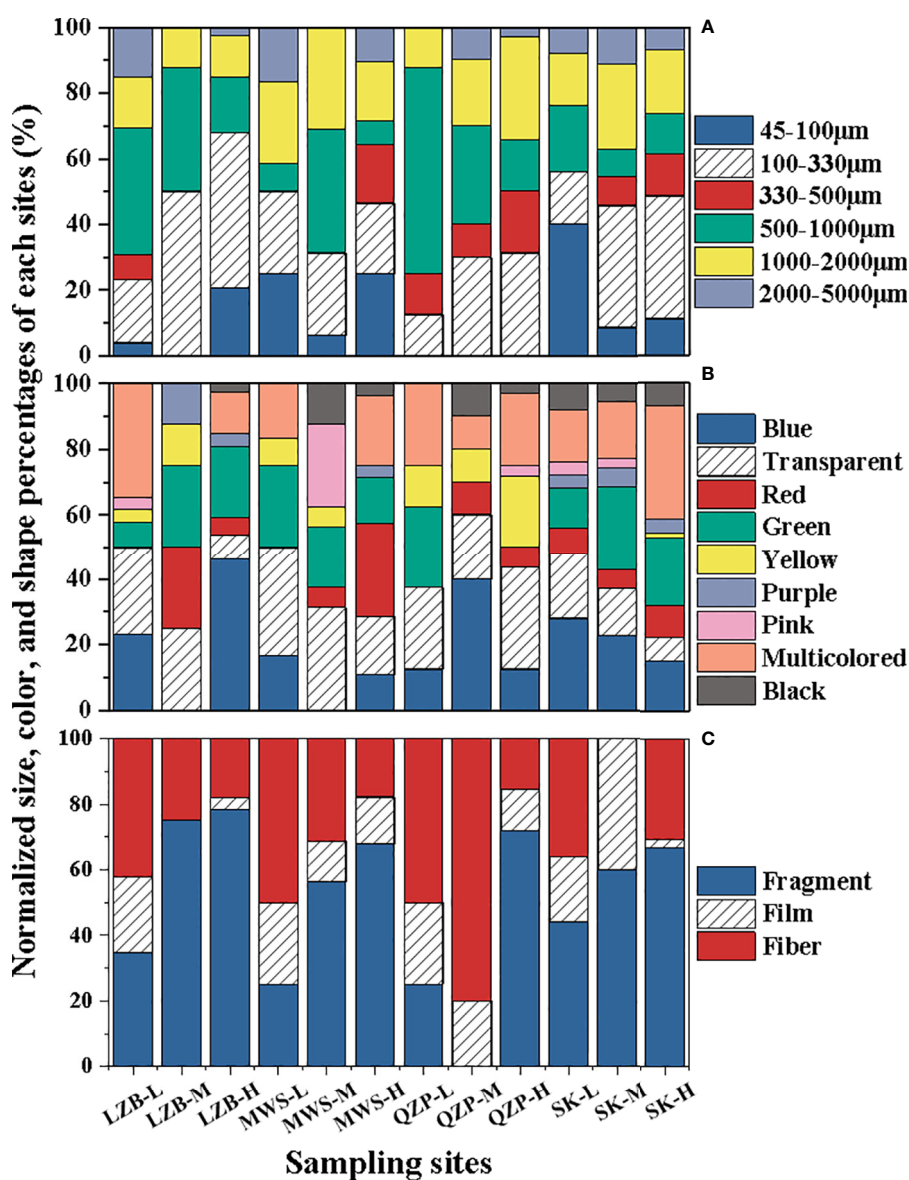 Normalized size, color, and shape percentages of each sites (%)
A
100
80
60
40
20
0
45-100μm
100-330μm
330-500μm
500-1000μm
1000-2000μm
2000-5000μm
B
100
80
60
40
20
0
Blue
Transparent
Red
Green
Yellow
Purple
Pink
Multicolored
Black
C
100
80
60
40
20
0
Fragment
Film
Fiber
LZB-L
LZB-M
LZB-H
MWS-L
MWS-M
MWS-H
QZP-L
QZP-M
QZP-H
SK-L
SK-M
SK-H
Sampling sites